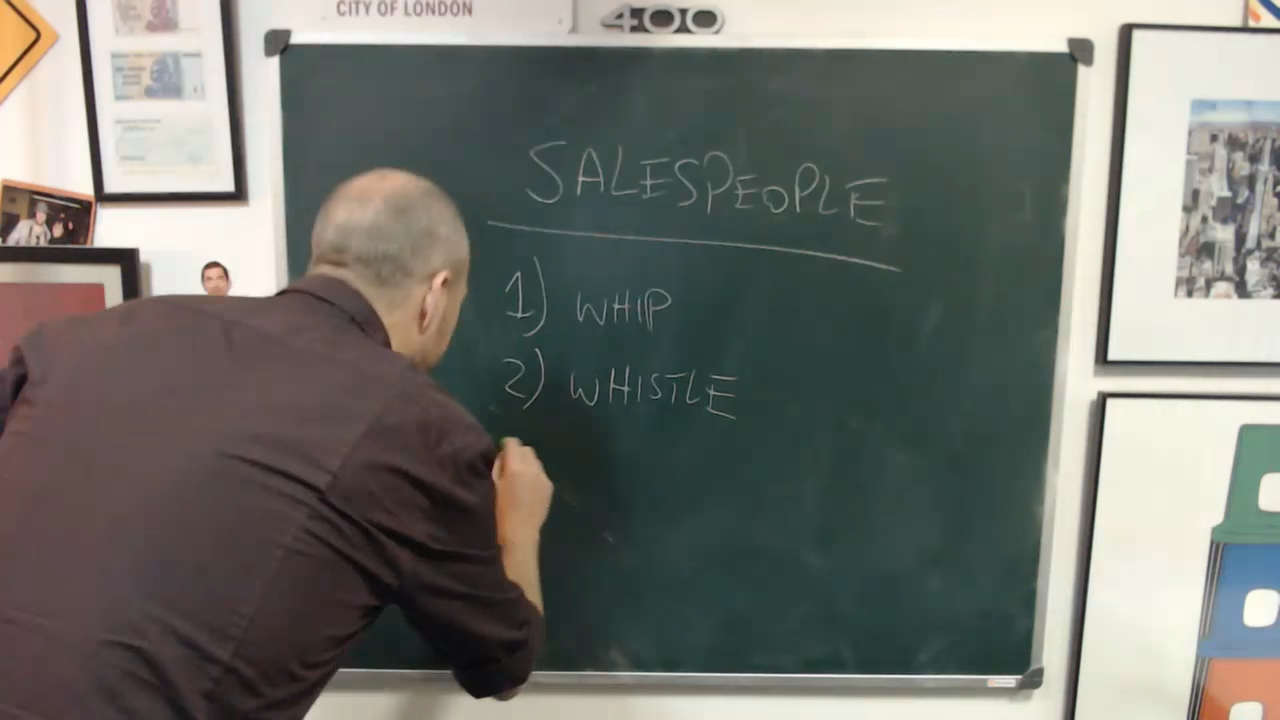 CITY OF LONDON
400
SALESPEOPLE
1) WHIP
2) WHISTLE